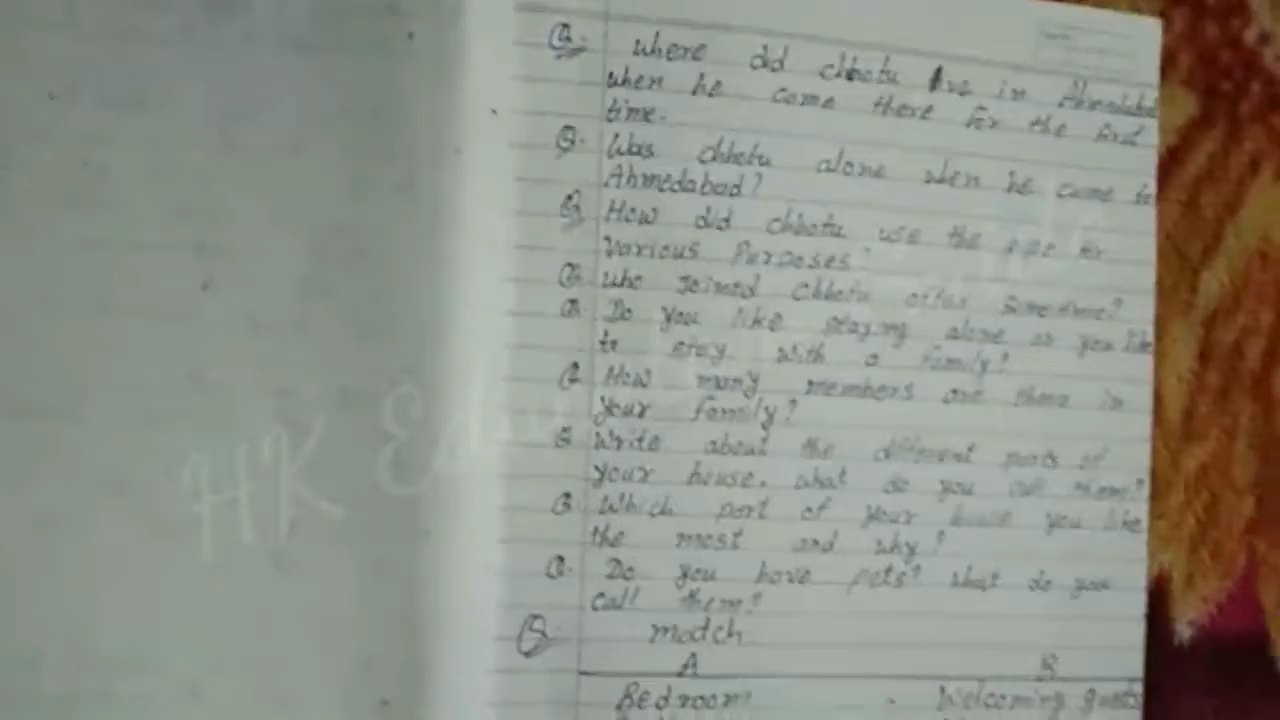 Q. where did chhotu live in Ahmedabad
when he came there for the first
time.
Q. Was chhotu alone when he came to
Ahmedabad?
Q. How did chhotu use the pipe for
various Purposes?
Q. who joined chhotu after sometime?
Q. Do you like staying alone or you like
to stay with a family?
Q. How many members are there in
your family?
Q. Write about the different parts of
your house. what do you call them?
Q. Which part of your house you like
the most and why?
Q. Do you have pets? what do you
call them?
Q. match
A B
Bedroom - Welcoming guests
HK